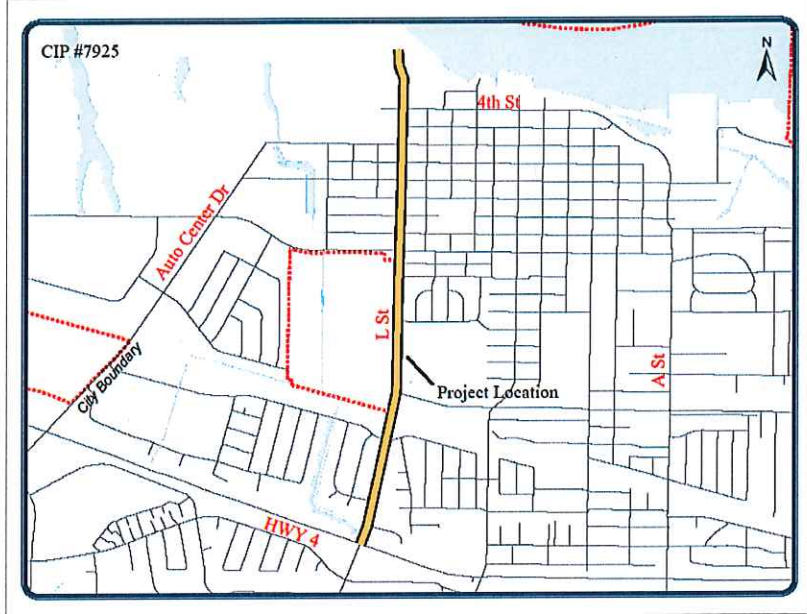 CIP #7925
N
4th St
Auto Center Dr
L St
A St
City Boundary
Project Location
HWY 4